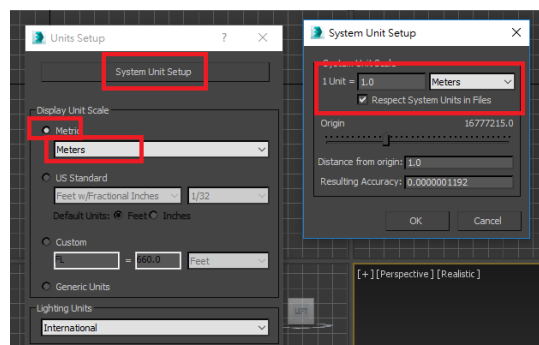 Units Setup ?
System Unit Setup
Display Unit Scale
Metric
Meters
US Standard
Feet w/Fractional Inches 1/32
Default Units: Feet Inches
Custom
FL = 660.0 Feet
Generic Units
Lighting Units
International
System Unit Setup
System Unit Scale
1 Unit = 1.0 Meters
Respect System Units in Files
Origin 16777215.0
Distance from origin: 1.0
Resulting Accuracy: 0.0000001192
OK Cancel
[+][Perspective][Realistic]
LEFT